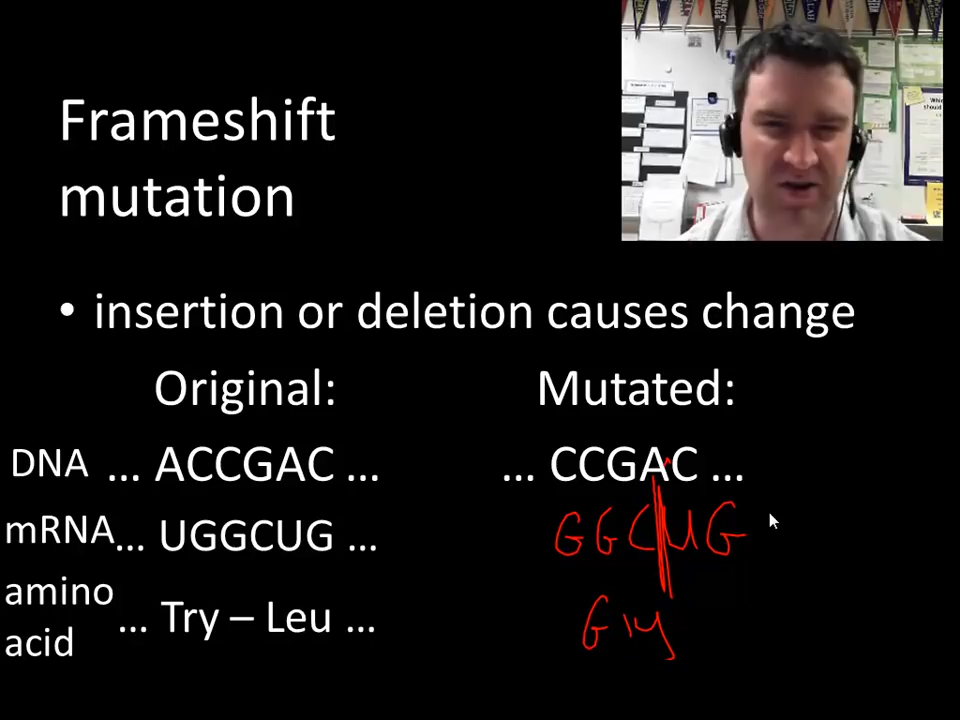 Frameshift
mutation
• insertion or deletion causes change
Original: Mutated:
DNA … ACCGAC … … CCGAC …
mRNA … UGGCUG … GGCUG
amino
acid … Try – Leu … Gly